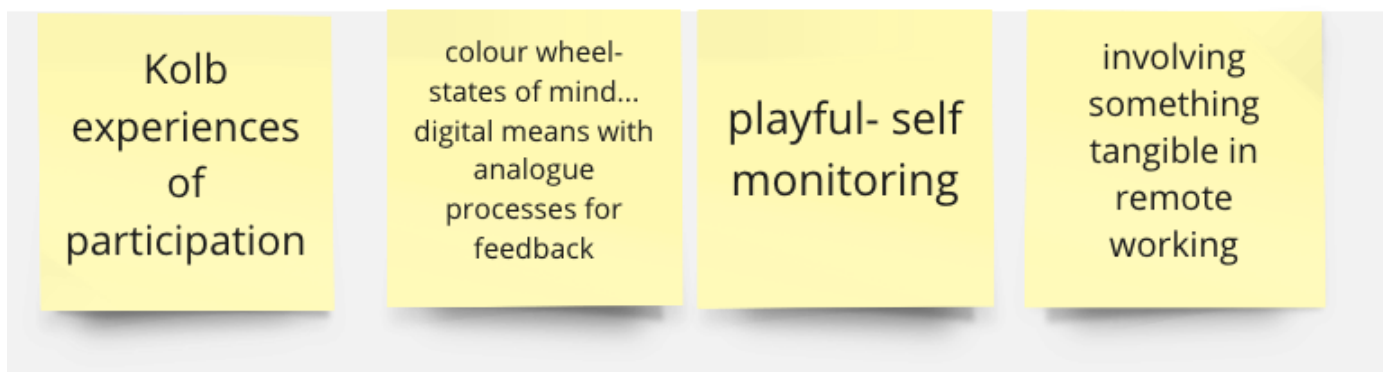 Kolb
experiences
of
participation
colour wheel-
states of mind...
digital means with
analogue
processes for
feedback
playful- self
monitoring
involving
something
tangible in
remote
working